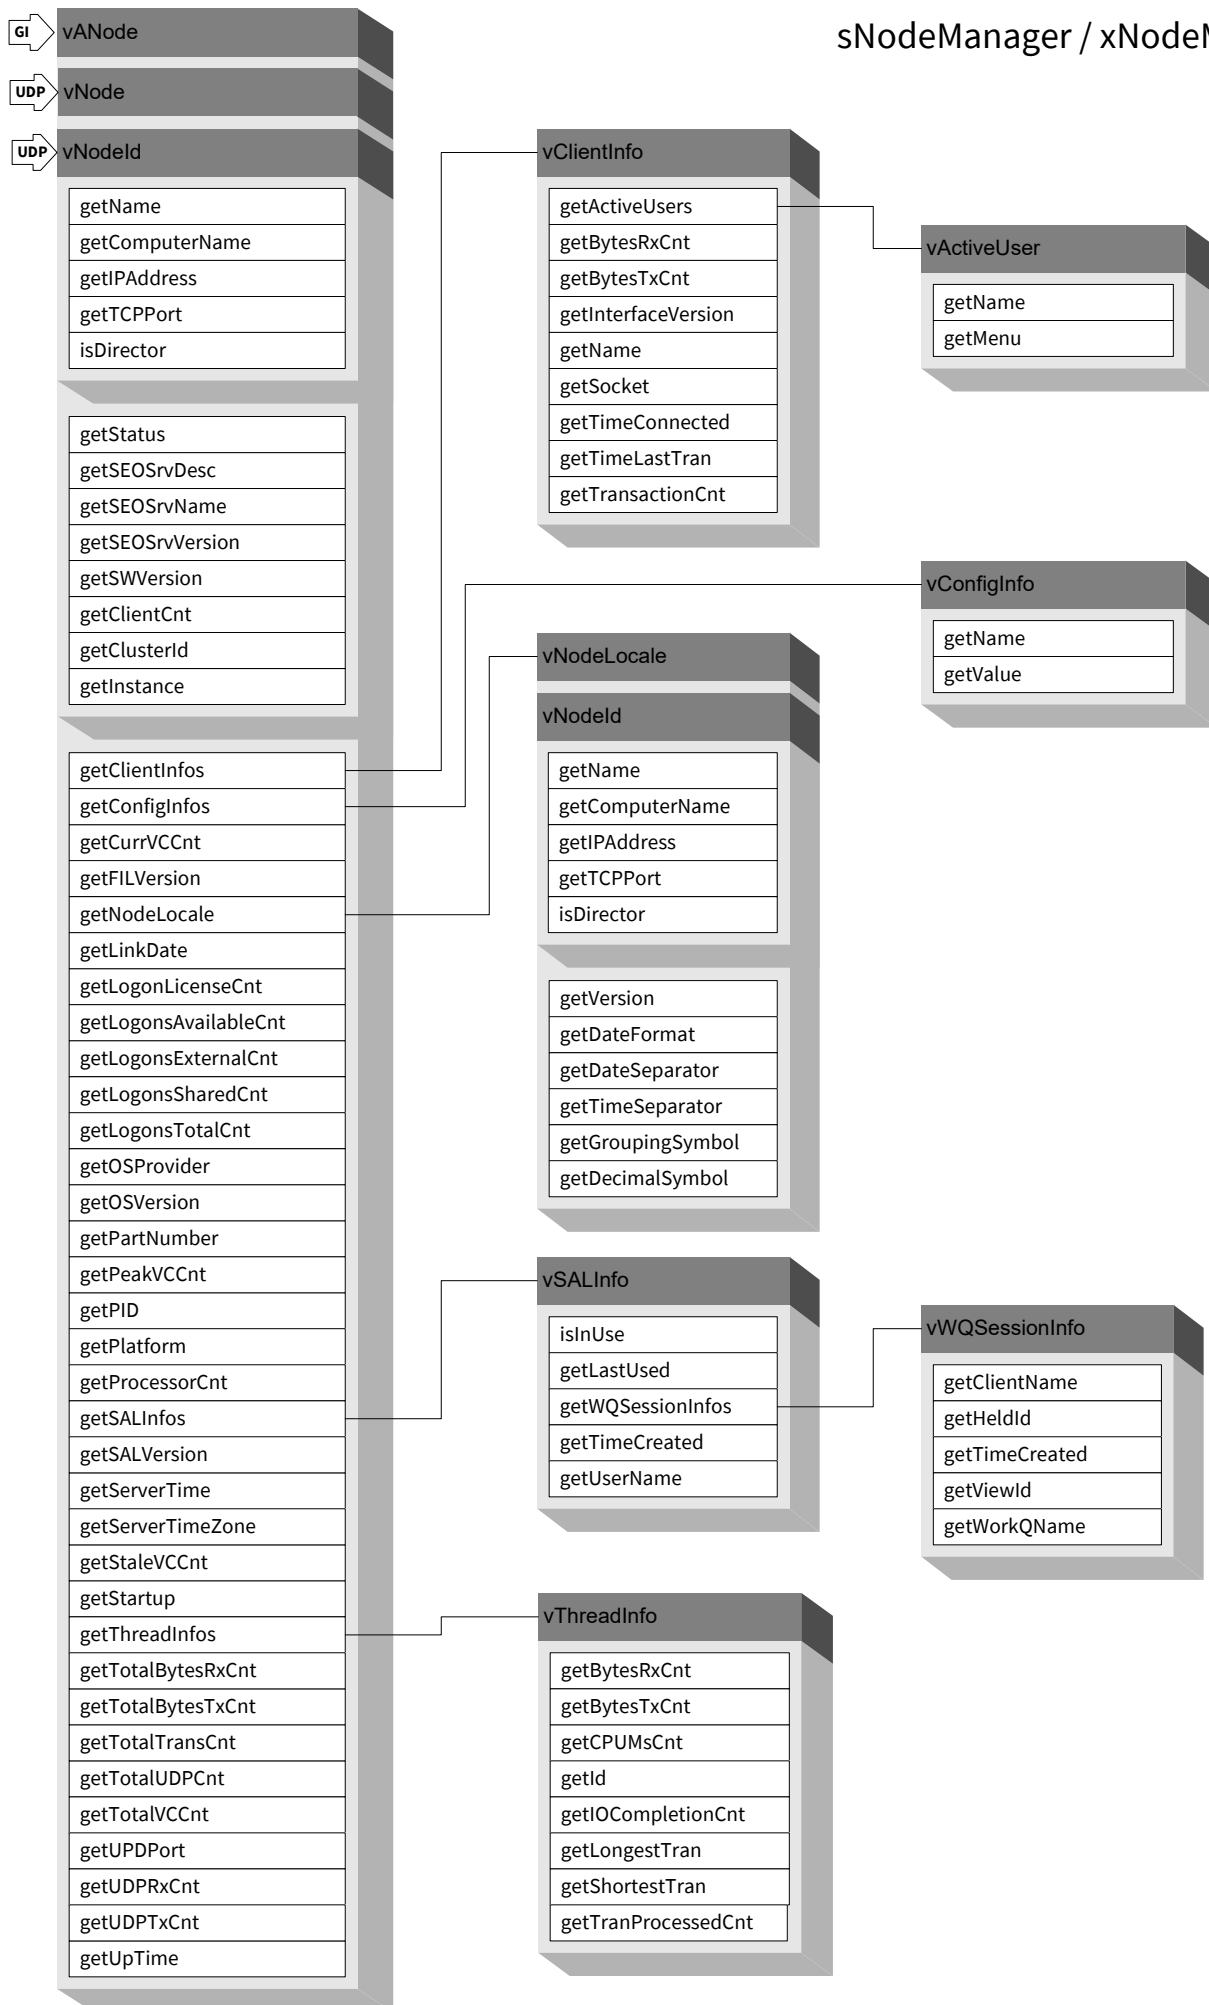 GI
vANode
sNodeManager / xNodeM
UDP
vNode
UDP
vNodeId
getName
getComputerName
getIPAddress
getTCPPort
isDirector
getStatus
getSEOSrvDesc
getSEOSrvName
getSEOSrvVersion
getSWVersion
getClientCnt
getClusterId
getInstance
getClientInfos
getConfigInfos
getCurrVCCnt
getFILVersion
getNodeLocale
getLinkDate
getLogonLicenseCnt
getLogonsAvailableCnt
getLogonsExternalCnt
getLogonsSharedCnt
getLogonsTotalCnt
getOSProvider
getOSVersion
getPartNumber
getPeakVCCnt
getPID
getPlatform
getProcessorCnt
getSALInfos
getSALVersion
getServerTime
getServerTimeZone
getStaleVCCnt
getStartup
getThreadInfos
getTotalBytesRxCnt
getTotalBytesTxCnt
getTotalTransCnt
getTotalUDPCnt
getTotalVCCnt
getUPDPort
getUDPRxCnt
getUDPTxCnt
getUpTime
vClientInfo
getActiveUsers
getBytesRxCnt
getBytesTxCnt
getInterfaceVersion
getName
getSocket
getTimeConnected
getTimeLastTran
getTransactionCnt
vActiveUser
getName
getMenu
vConfigInfo
getName
getValue
vNodeLocale
vNodeId
getName
getComputerName
getIPAddress
getTCPPort
isDirector
getVersion
getDateFormat
getDateSeparator
getTimeSeparator
getGroupingSymbol
getDecimalSymbol
vSALInfo
isInUse
getLastUsed
getWQSessionInfos
getTimeCreated
getUserName
vWQSessionInfo
getClientName
getHeldId
getTimeCreated
getViewId
getWorkQName
vThreadInfo
getBytesRxCnt
getBytesTxCnt
getCPUMsCnt
getId
getIOCompletionCnt
getLongestTran
getShortestTran
getTranProcessedCnt